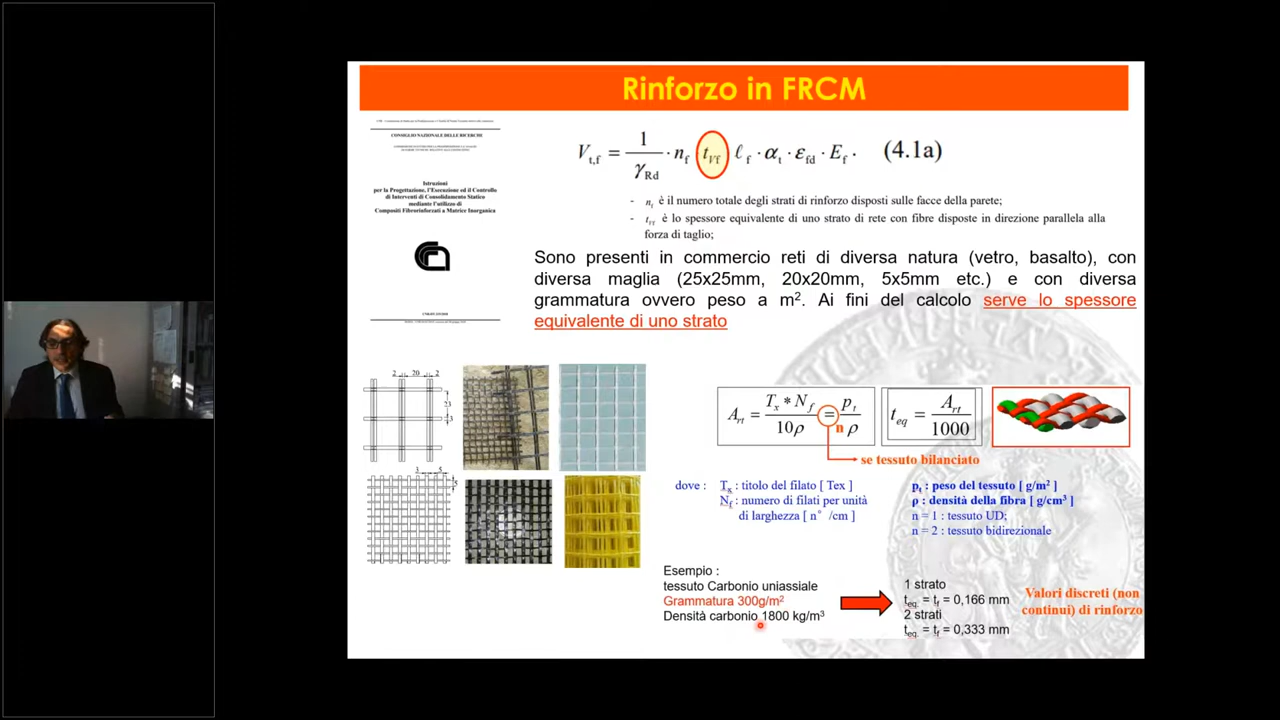 Rinforzo in FRCM
CONSIGLIO NAZIONALE DELLE RICERCHE
Istruzioni
per la Progettazione, l'Esecuzione ed il Controllo
di Interventi di Consolidamento Statico
mediante l'utilizzo di
Compositi Fibrorinforzati a Matrice Inorganica
V_t,f = 1/γ_Rd · n_f t_Vf ℓ_f · α_t · ε_fd · E_f . (4.1a)
- n_f è il numero totale degli strati di rinforzo disposti sulle facce della parete;
- t_Vf è lo spessore equivalente di uno strato di rete con fibre disposte in direzione parallela alla
forza di taglio;
Sono presenti in commercio reti di diversa natura (vetro, basalto), con
diversa maglia (25x25mm, 20x20mm, 5x5mm etc.) e con diversa
grammatura ovvero peso a m². Ai fini del calcolo serve lo spessore
equivalente di uno strato
2 20 2
3
3 5
5
A_rt = T_x * N_f / 10ρ = p_t / nρ
t_eq = A_rt / 1000
se tessuto bilanciato
dove : T_x : titolo del filato [ Tex ]
N_f : numero di filati per unità
di larghezza [ n° /cm ]
p_t : peso del tessuto [ g/m² ]
ρ : densità della fibra [ g/cm³ ]
n = 1 : tessuto UD;
n = 2 : tessuto bidirezionale
Esempio :
tessuto Carbonio uniassiale
Grammatura 300g/m²
Densità carbonio 1800 kg/m³
1 strato
t_eq. = t_f = 0,166 mm
2 strati
t_eq. = t_f = 0,333 mm
Valori discreti (non
continui) di rinforzo